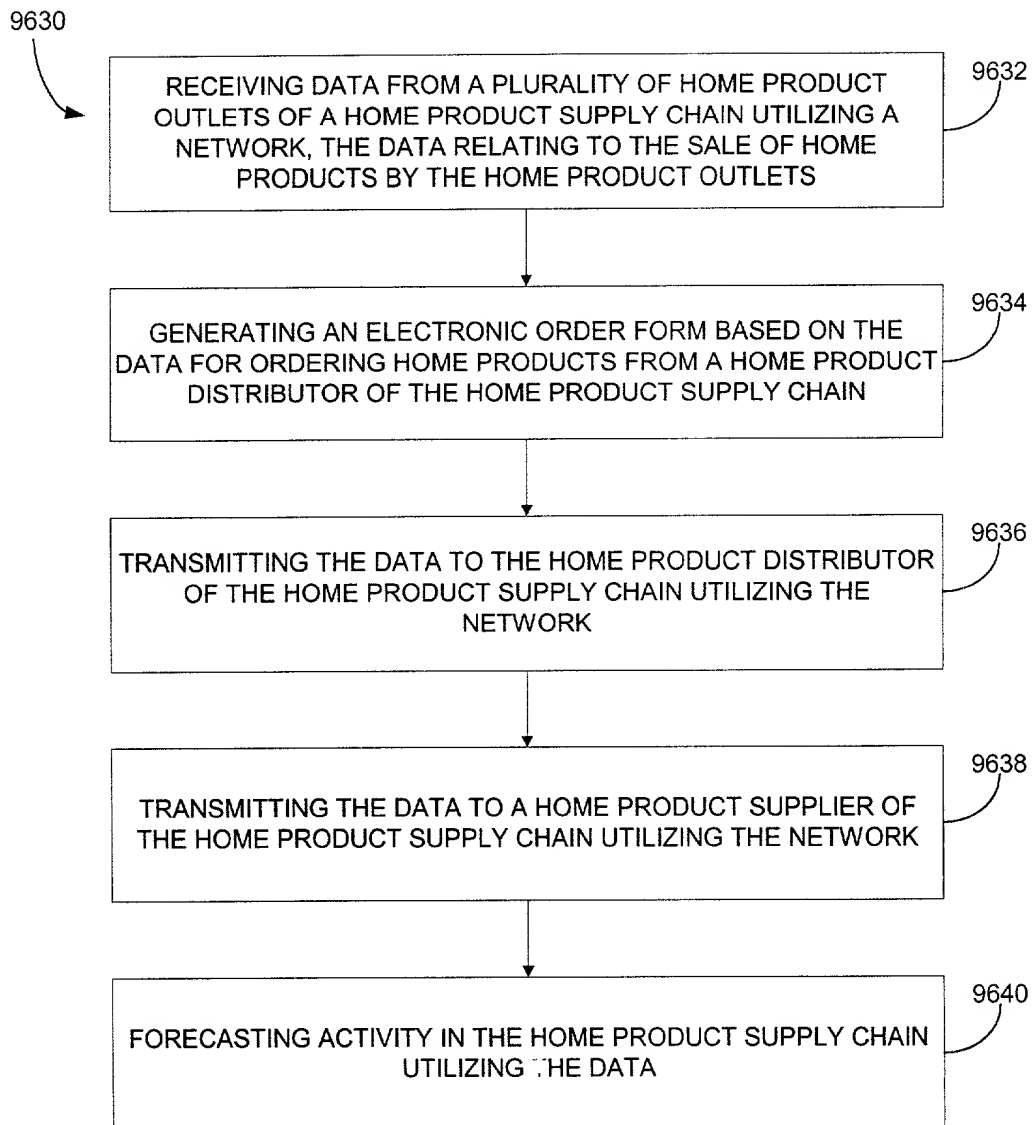 9630
9632
RECEIVING DATA FROM A PLURALITY OF HOME PRODUCT
OUTLETS OF A HOME PRODUCT SUPPLY CHAIN UTILIZING A
NETWORK, THE DATA RELATING TO THE SALE OF HOME
PRODUCTS BY THE HOME PRODUCT OUTLETS
9634
GENERATING AN ELECTRONIC ORDER FORM BASED ON THE
DATA FOR ORDERING HOME PRODUCTS FROM A HOME PRODUCT
DISTRIBUTOR OF THE HOME PRODUCT SUPPLY CHAIN
9636
TRANSMITTING THE DATA TO THE HOME PRODUCT DISTRIBUTOR
OF THE HOME PRODUCT SUPPLY CHAIN UTILIZING THE
NETWORK
9638
TRANSMITTING THE DATA TO A HOME PRODUCT SUPPLIER OF
THE HOME PRODUCT SUPPLY CHAIN UTILIZING THE NETWORK
9640
FORECASTING ACTIVITY IN THE HOME PRODUCT SUPPLY CHAIN
UTILIZING THE DATA